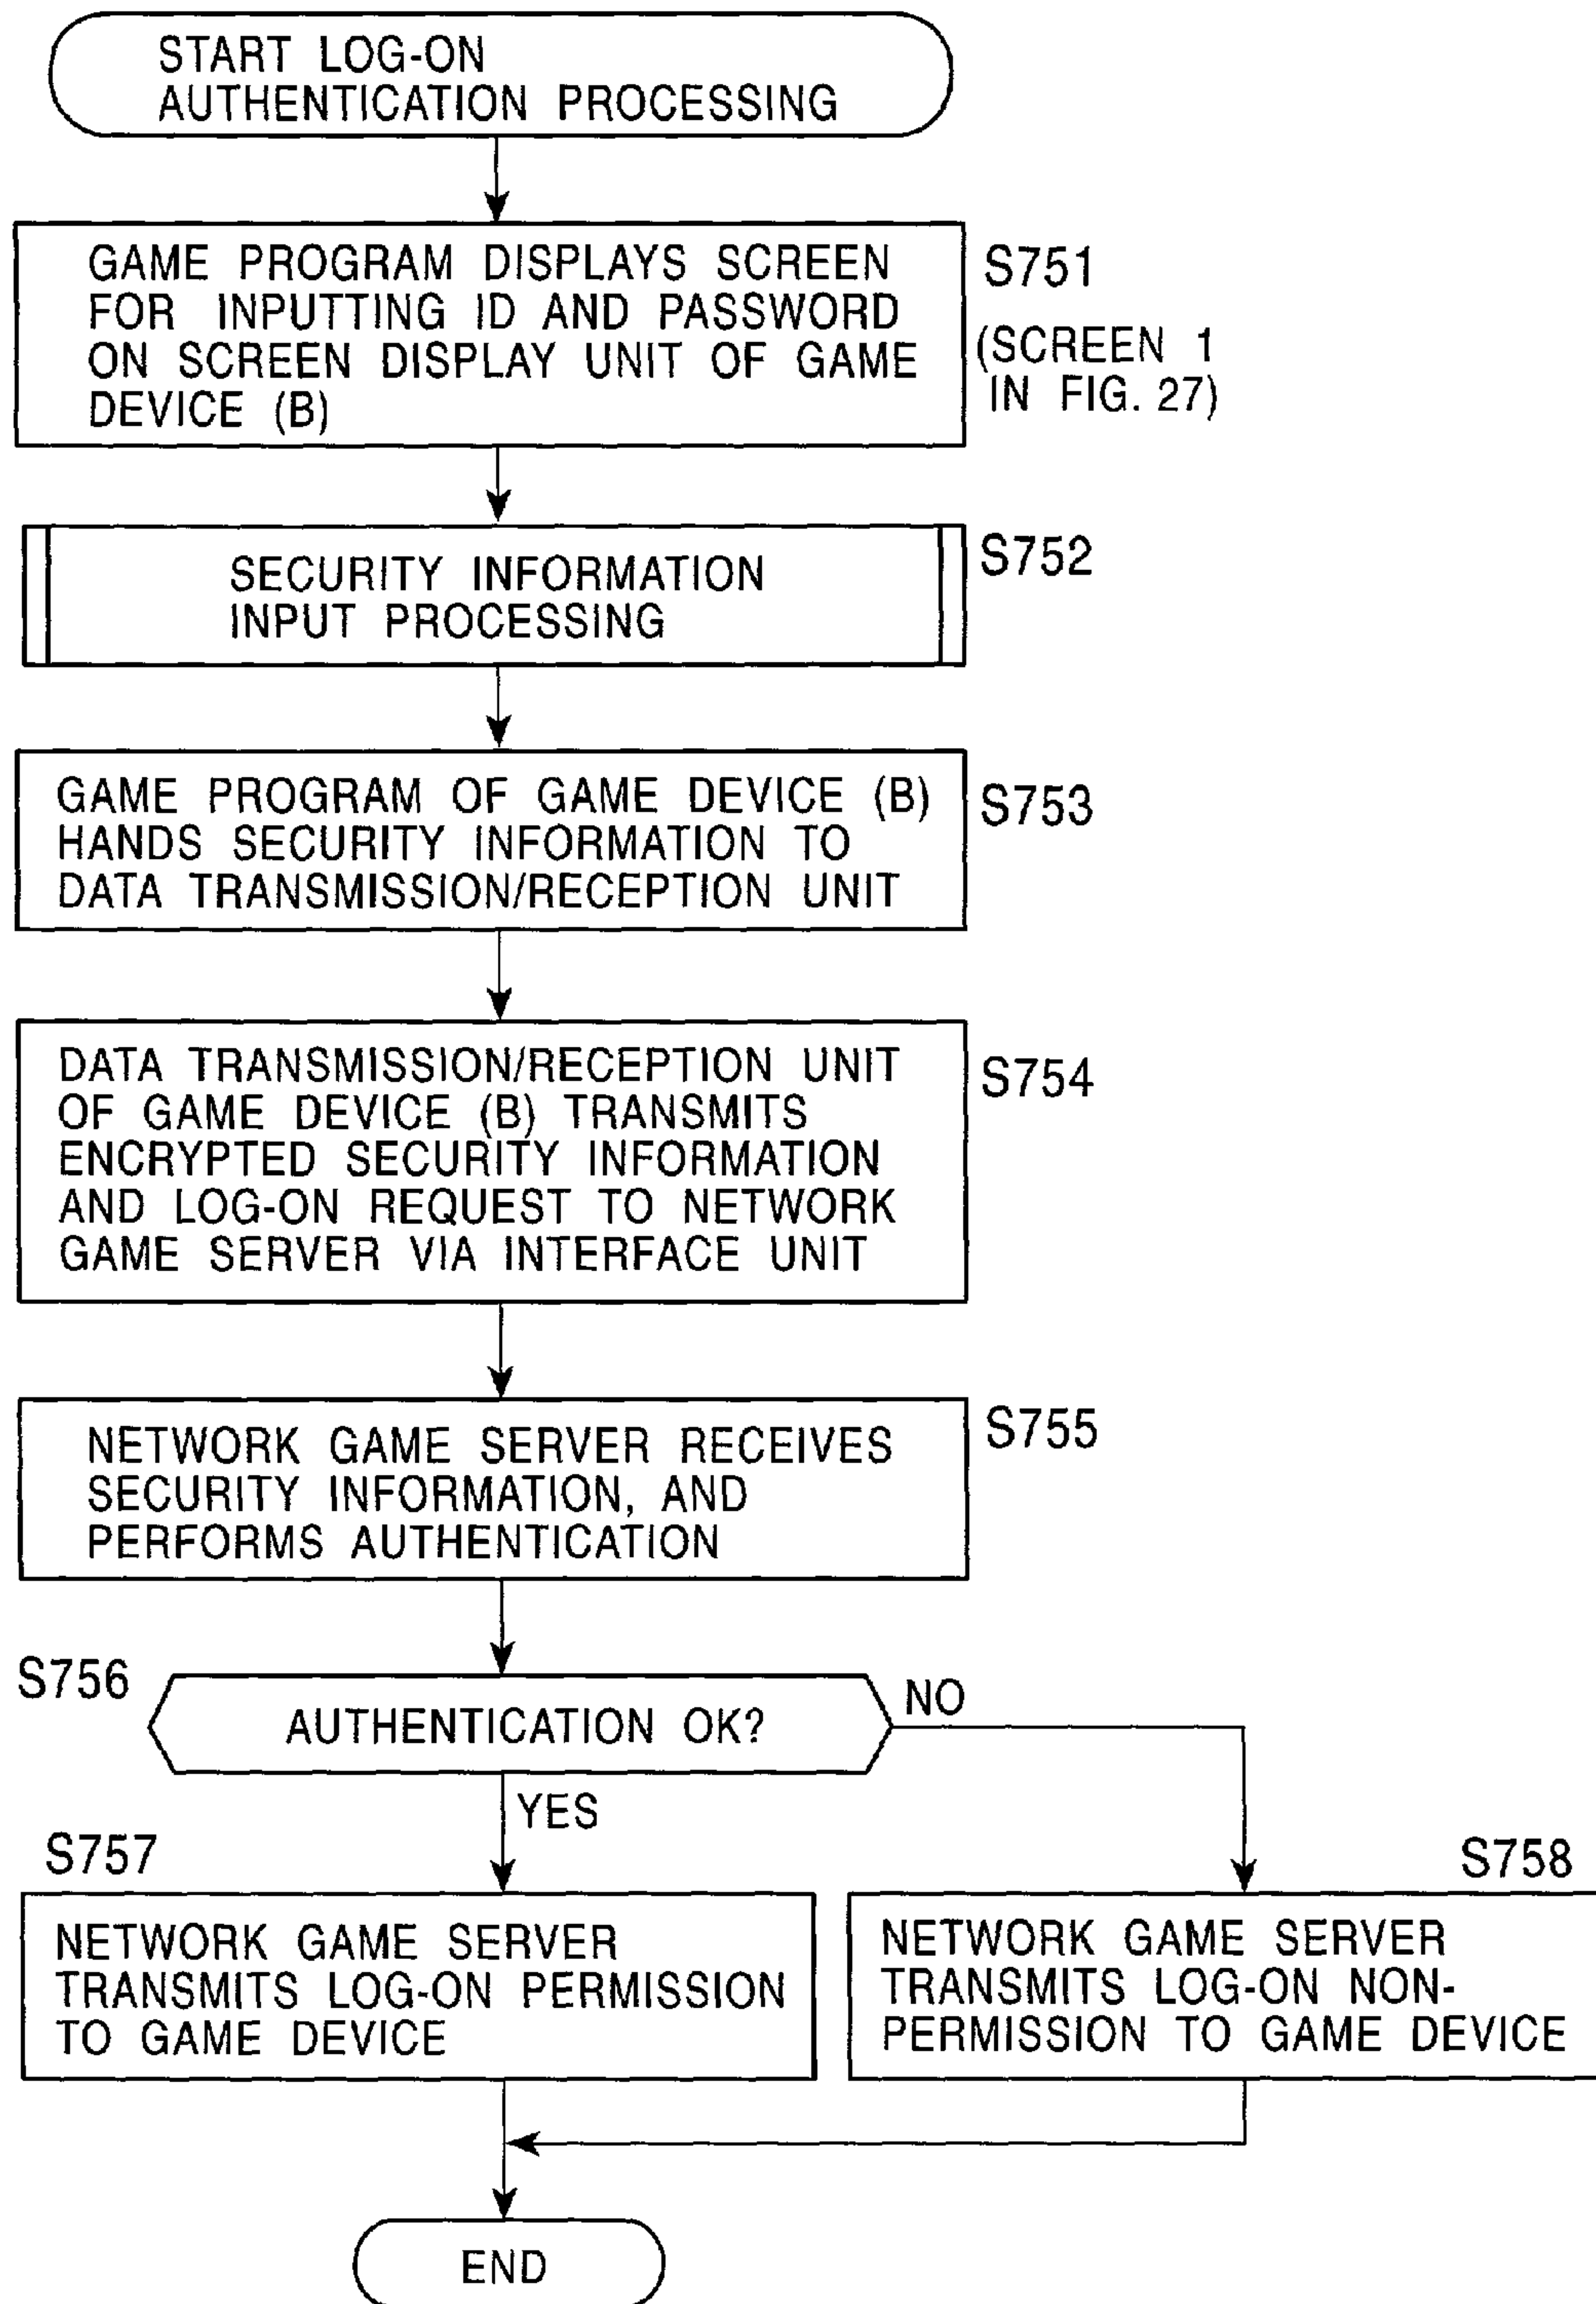 START LOG-ON
AUTHENTICATION PROCESSING
GAME PROGRAM DISPLAYS SCREEN
FOR INPUTTING ID AND PASSWORD
ON SCREEN DISPLAY UNIT OF GAME
DEVICE (B)
S751
(SCREEN 1
IN FIG. 27)
SECURITY INFORMATION
INPUT PROCESSING
S752
GAME PROGRAM OF GAME DEVICE (B)
HANDS SECURITY INFORMATION TO
DATA TRANSMISSION/RECEPTION UNIT
S753
DATA TRANSMISSION/RECEPTION UNIT
OF GAME DEVICE (B) TRANSMITS
ENCRYPTED SECURITY INFORMATION
AND LOG-ON REQUEST TO NETWORK
GAME SERVER VIA INTERFACE UNIT
S754
NETWORK GAME SERVER RECEIVES
SECURITY INFORMATION, AND
PERFORMS AUTHENTICATION
S755
S756
AUTHENTICATION OK?
NO
YES
S757
NETWORK GAME SERVER
TRANSMITS LOG-ON PERMISSION
TO GAME DEVICE
S758
NETWORK GAME SERVER
TRANSMITS LOG-ON NON-
PERMISSION TO GAME DEVICE
END